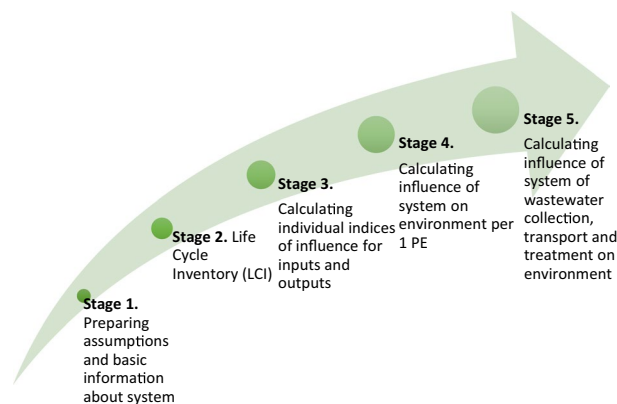 Stage 1.
Preparing
assumptions
and basic
information
about system
Stage 2. Life
Cycle
Inventory (LCI)
Stage 3.
Calculating
individual indices
of influence for
inputs and
outputs
Stage 4.
Calculating
influence of
system on
environment per
1 PE
Stage 5.
Calculating
influence of
system of
wastewater
collection,
transport and
treatment on
environment